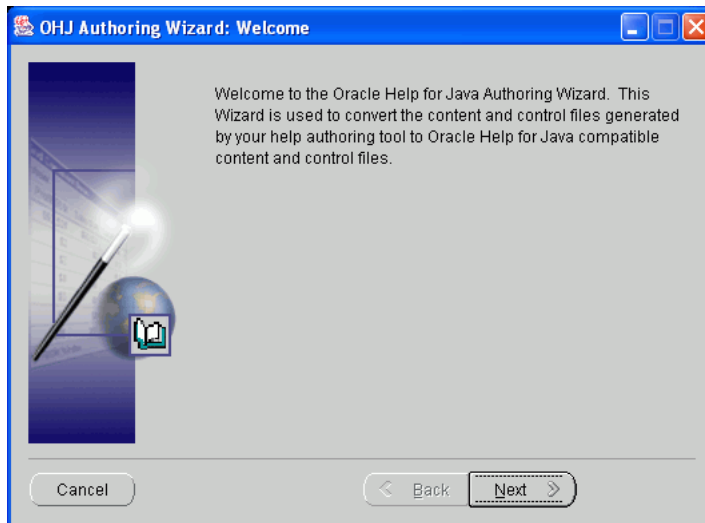 OHJ Authoring Wizard: Welcome
Welcome to the Oracle Help for Java Authoring Wizard.  This
Wizard is used to convert the content and control files generated
by your help authoring tool to Oracle Help for Java compatible
content and control files.
Cancel
Back
Next